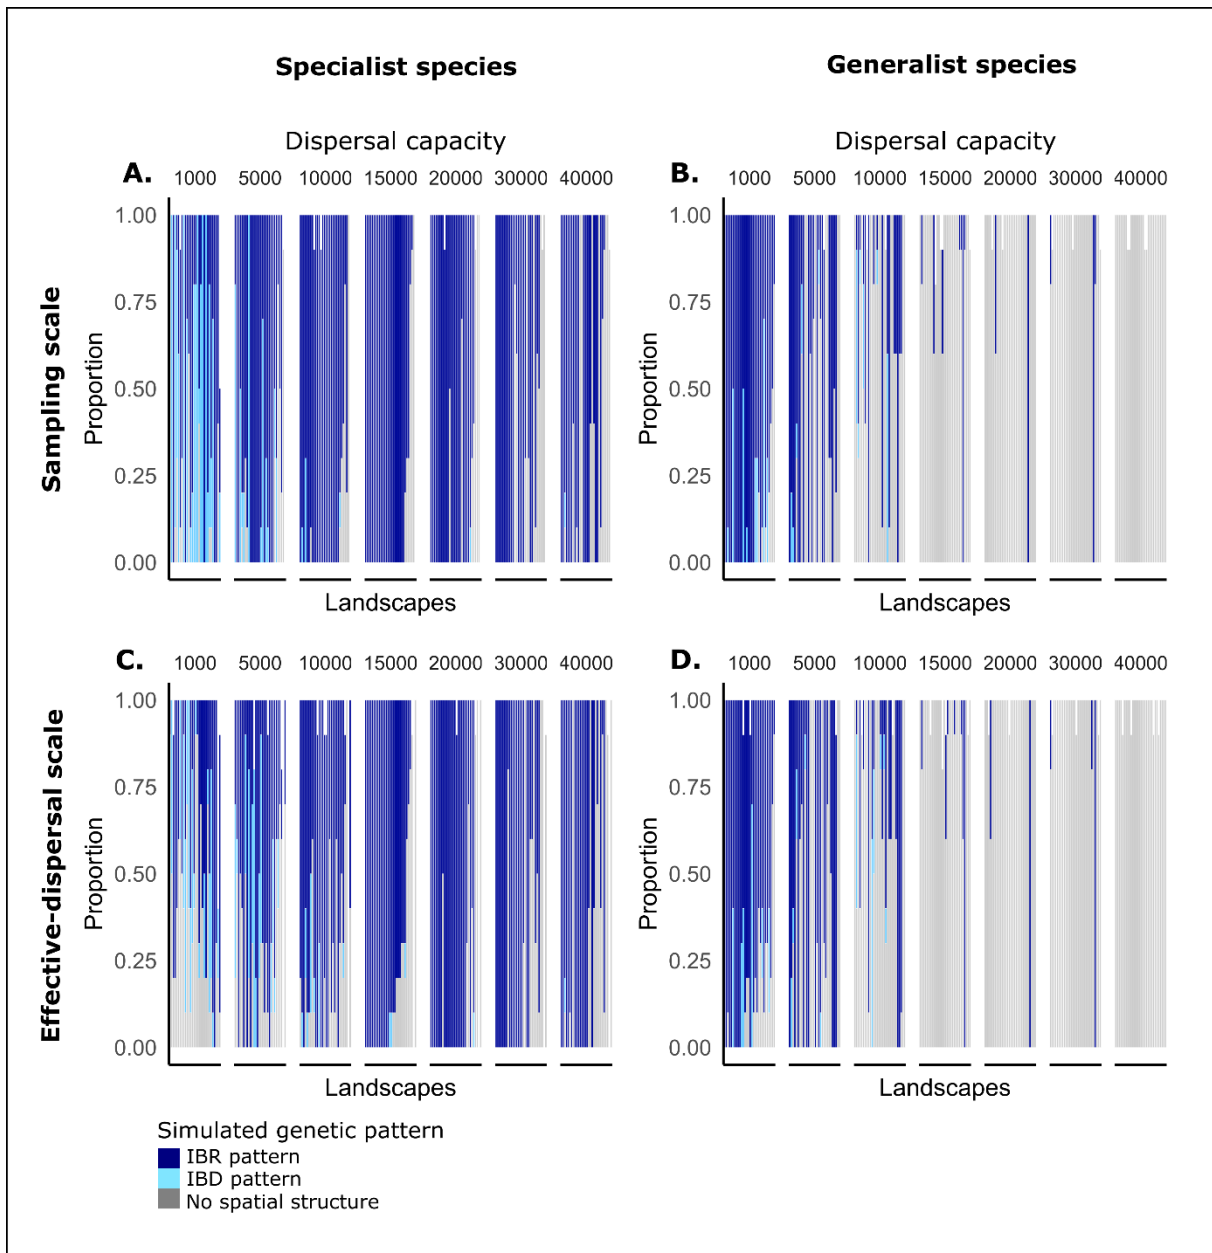 Specialist species
Generalist species
Dispersal capacity
Dispersal capacity
A.
1000 5000 10000 15000 20000 30000 40000
B.
1000 5000 10000 15000 20000 30000 40000
Sampling scale
Proportion
1.00
0.75
0.50
0.25
0.00
Landscapes
Proportion
1.00
0.75
0.50
0.25
0.00
Landscapes
C.
1000 5000 10000 15000 20000 30000 40000
D.
1000 5000 10000 15000 20000 30000 40000
Effective-dispersal scale
Proportion
1.00
0.75
0.50
0.25
0.00
Landscapes
Proportion
1.00
0.75
0.50
0.25
0.00
Landscapes
Simulated genetic pattern
IBR pattern
IBD pattern
No spatial structure